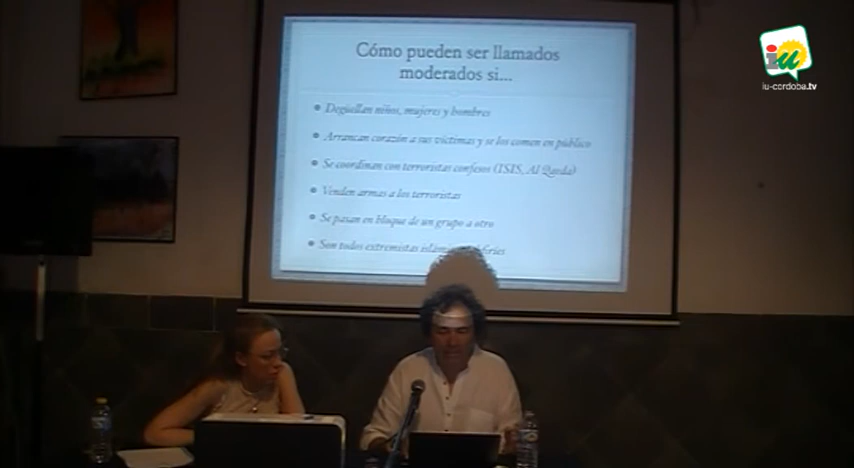 Cómo pueden ser llamados
moderados si...
Degüellan niños, mujeres y hombres
Arrancan corazón a sus víctimas y se los comen en público
Se coordinan con terroristas confesos (ISIS, Al Qaeda)
Venden armas a los terroristas
Se pasan en bloque de un grupo a otro
Son todos extremistas
iu
iu-cordoba.tv